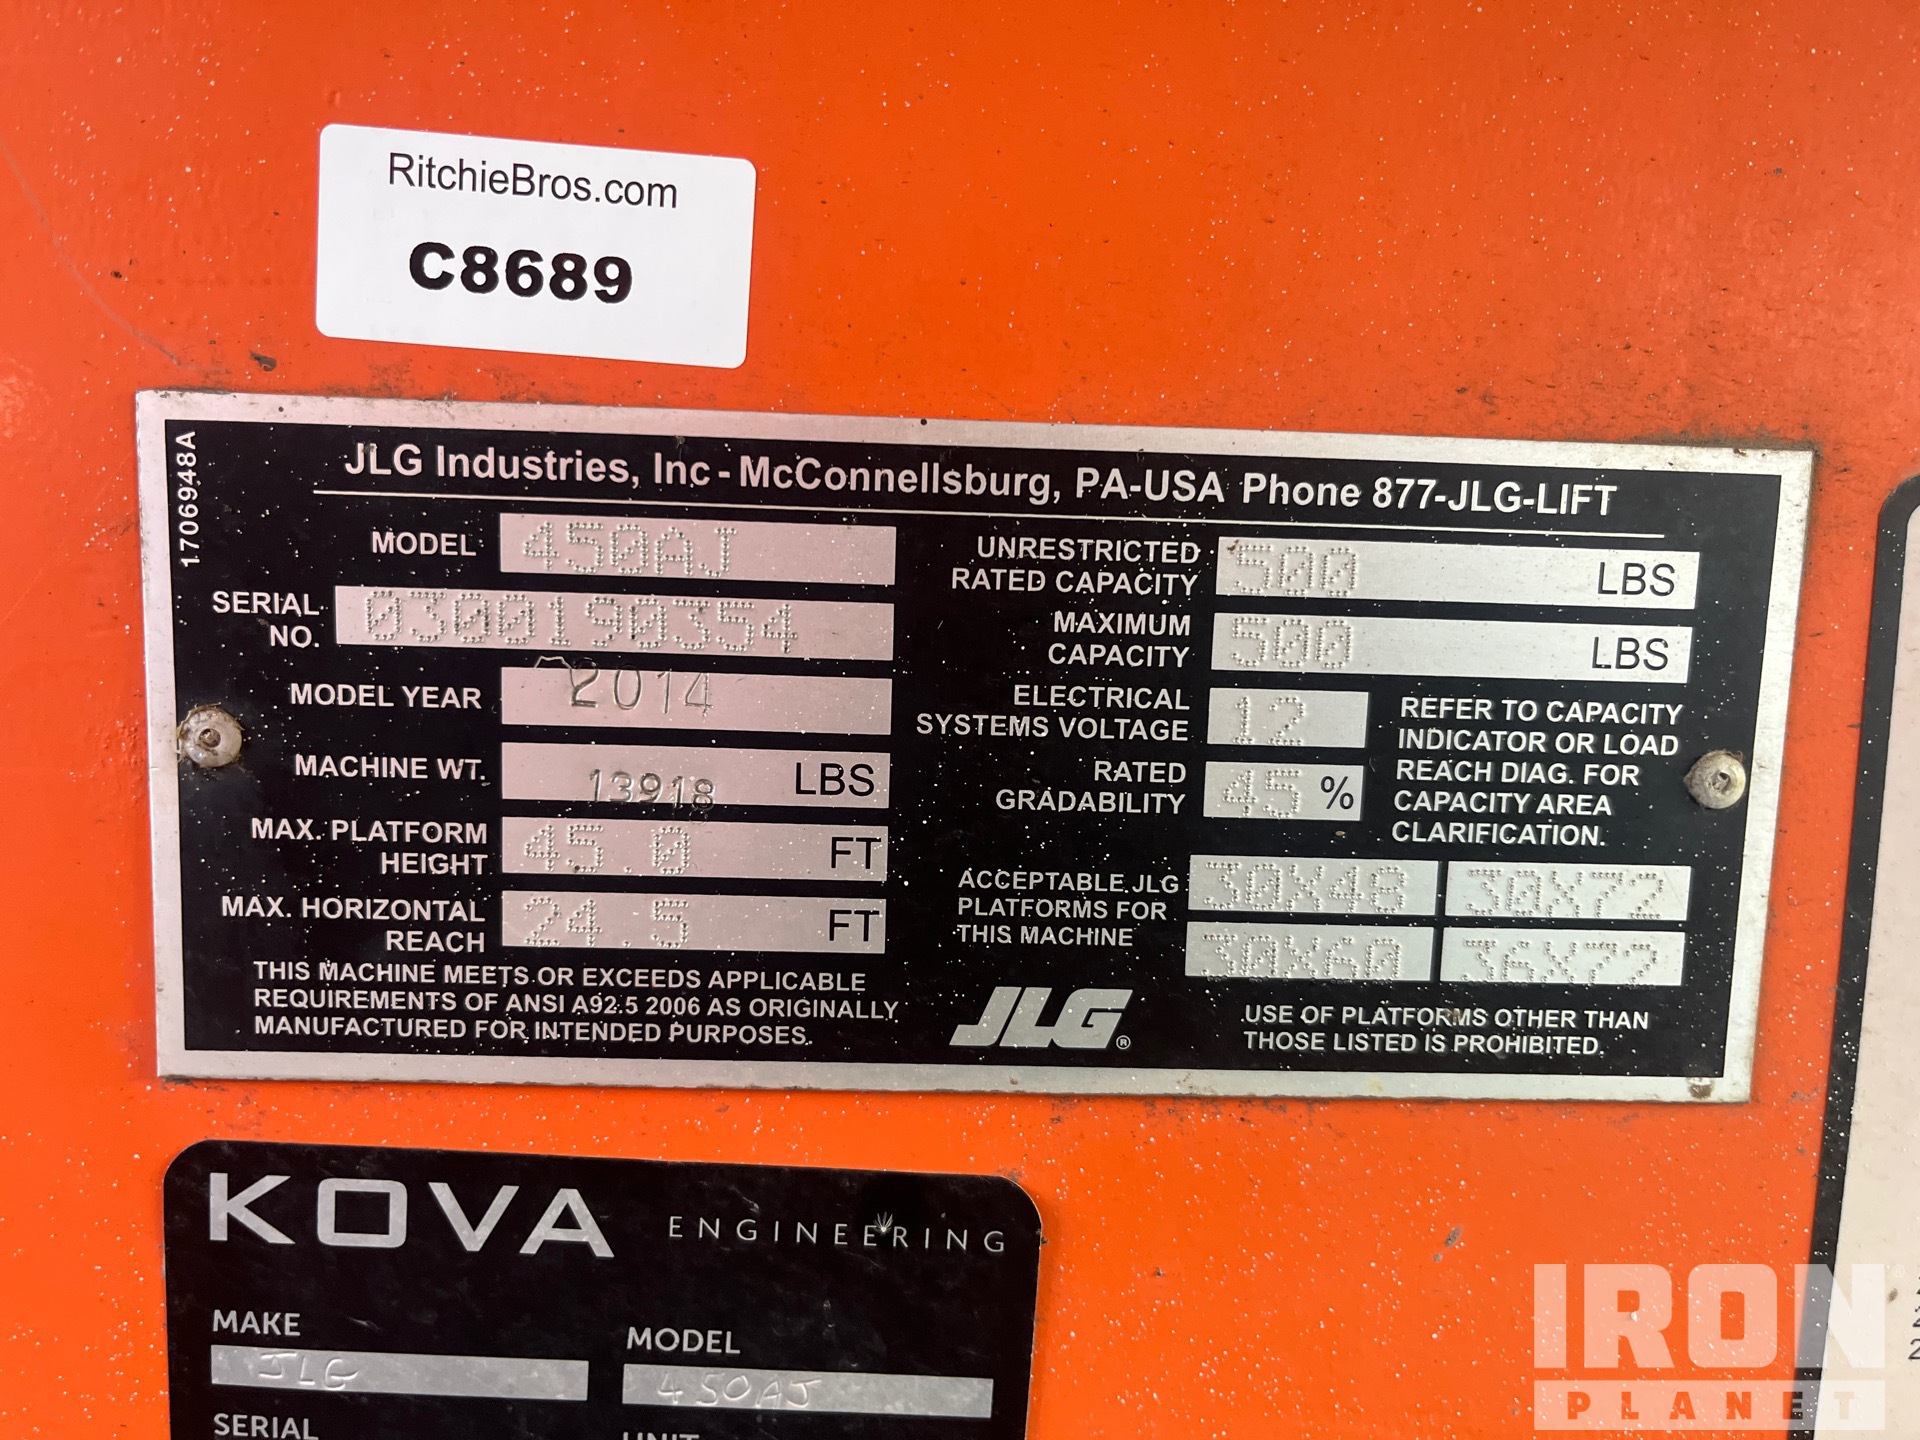 RitchieBros.com
C8689
1706948A
JLG Industries, Inc - McConnellsburg, PA-USA Phone 877-JLG-LIFT
MODEL 450AJ
SERIAL NO. 0300190354
MODEL YEAR 2014
MACHINE WT. 13918 LBS
MAX. PLATFORM HEIGHT 45.0 FT
MAX. HORIZONTAL REACH 24.5 FT
THIS MACHINE MEETS OR EXCEEDS APPLICABLE
REQUIREMENTS OF ANSI A92.5 2006 AS ORIGINALLY
MANUFACTURED FOR INTENDED PURPOSES.
UNRESTRICTED RATED CAPACITY 500 LBS
MAXIMUM CAPACITY 500 LBS
ELECTRICAL SYSTEMS VOLTAGE 12
RATED GRADABILITY 45 %
REFER TO CAPACITY
INDICATOR OR LOAD
REACH DIAG. FOR
CAPACITY AREA
CLARIFICATION.
ACCEPTABLE JLG
PLATFORMS FOR
THIS MACHINE
30X48 30X72
30X60 36X72
JLG®
USE OF PLATFORMS OTHER THAN
THOSE LISTED IS PROHIBITED.
KOVA ENGINEERING
MAKE
JLG
MODEL
450AJ
SERIAL
UNIT
IRON
PLANET